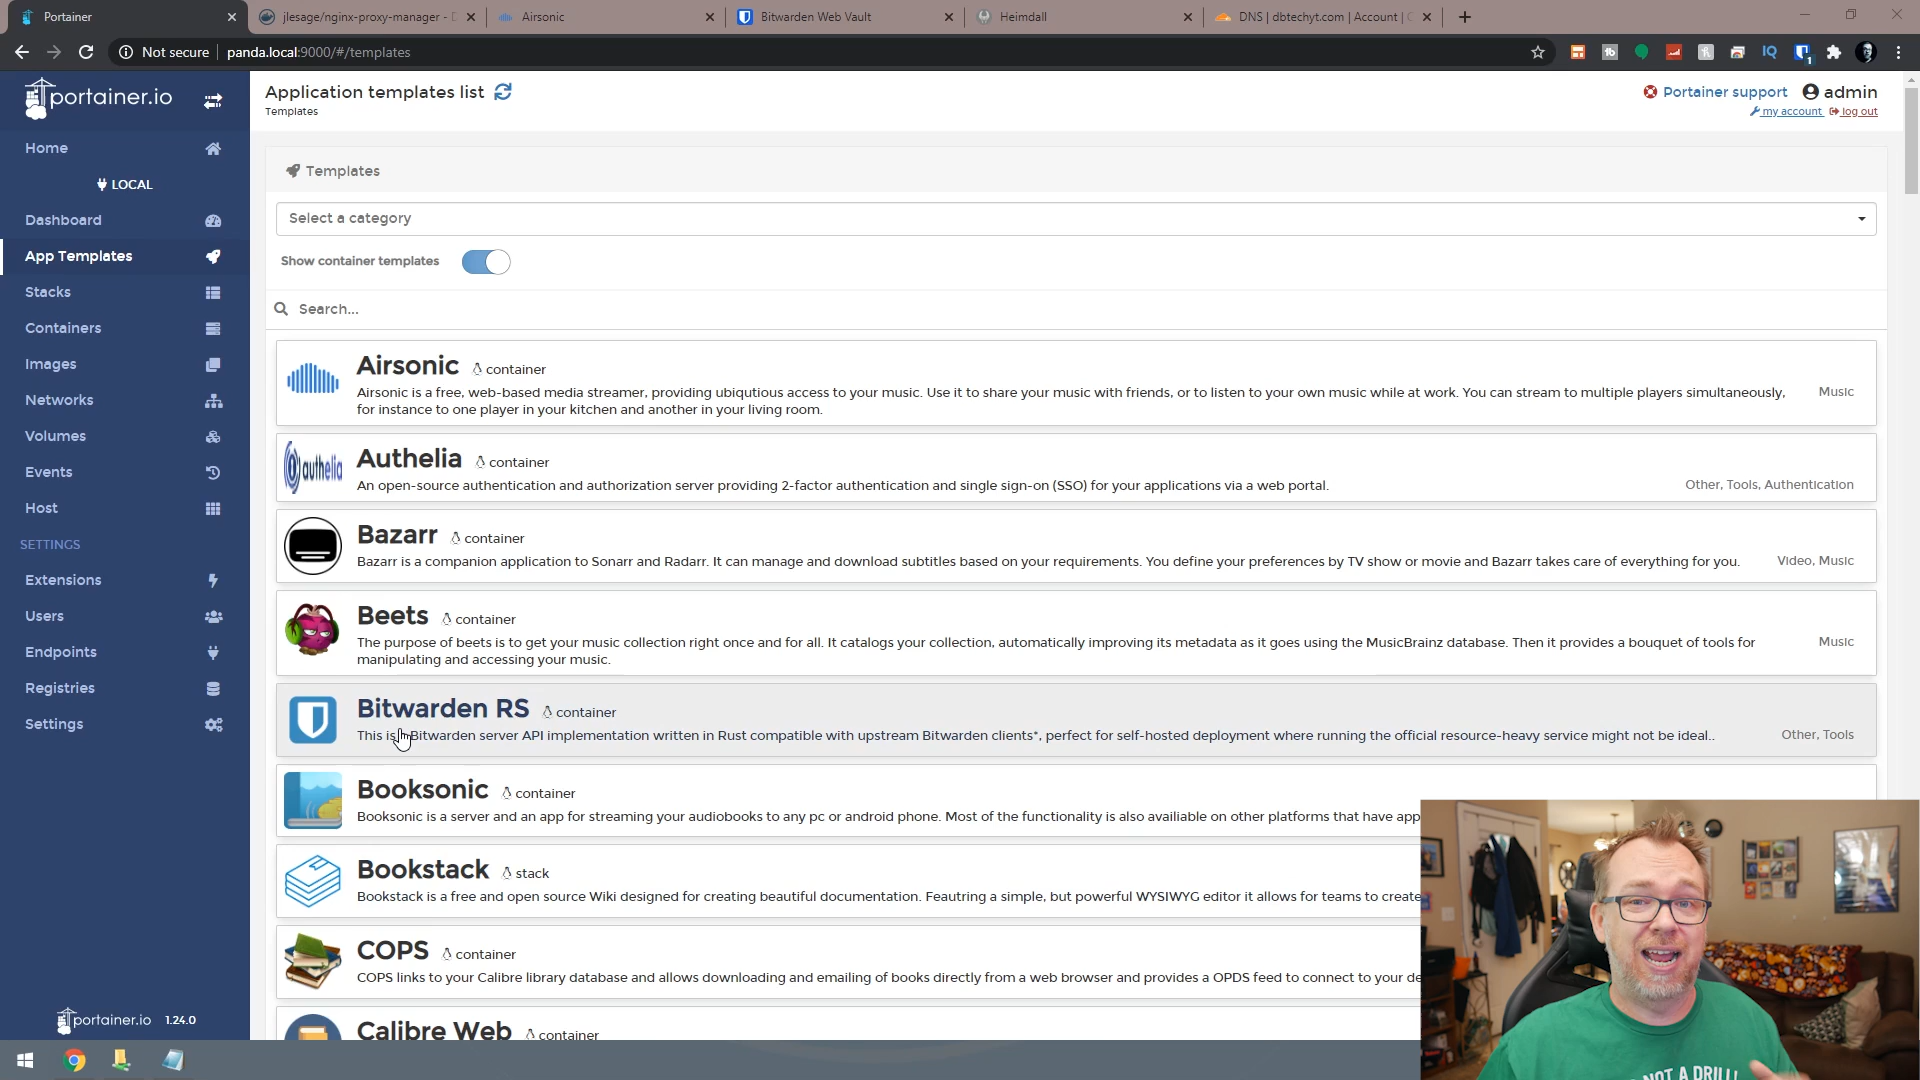 Portainer
jlesage/nginx-proxy-manager - D
Airsonic
Bitwarden Web Vault
Heimdall
DNS | dbtechyt.com | Account | C
Not secure
panda.local:9000/#/templates
IQ
1
portainer.io
Application templates list
Templates
Portainer support
admin
my account
log out
Home
LOCAL
Dashboard
App Templates
Stacks
Containers
Images
Networks
Volumes
Events
Host
SETTINGS
Extensions
Users
Endpoints
Registries
Settings
portainer.io 1.24.0
Templates
Select a category
Show container templates
Search...
Airsonic container
Airsonic is a free, web-based media streamer, providing ubiqutious access to your music. Use it to share your music with friends, or to listen to your own music while at work. You can stream to multiple players simultaneously,
for instance to one player in your kitchen and another in your living room.
Music
authelia
Authelia container
An open-source authentication and authorization server providing 2-factor authentication and single sign-on (SSO) for your applications via a web portal.
Other, Tools, Authentication
Bazarr container
Bazarr is a companion application to Sonarr and Radarr. It can manage and download subtitles based on your requirements. You define your preferences by TV show or movie and Bazarr takes care of everything for you.
Video, Music
Beets container
The purpose of beets is to get your music collection right once and for all. It catalogs your collection, automatically improving its metadata as it goes using the MusicBrainz database. Then it provides a bouquet of tools for
manipulating and accessing your music.
Music
Bitwarden RS container
This is Bitwarden server API implementation written in Rust compatible with upstream Bitwarden clients*, perfect for self-hosted deployment where running the official resource-heavy service might not be ideal..
Other, Tools
Booksonic container
Booksonic is a server and an app for streaming your audiobooks to any pc or android phone. Most of the functionality is also availiable on other platforms that have app
Bookstack stack
Bookstack is a free and open source Wiki designed for creating beautiful documentation. Feautring a simple, but powerful WYSIWYG editor it allows for teams to create
COPS container
COPS links to your Calibre library database and allows downloading and emailing of books directly from a web browser and provides a OPDS feed to connect to your de
Calibre Web container
NOT A DRILL!